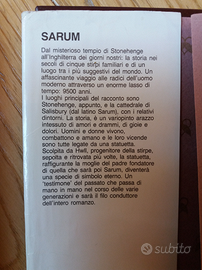 SARUM
Dal misterioso tempio di Stonehenge
all'Inghilterra dei giorni nostri: la storia nei
secoli di cinque stirpi familiari e di un
luogo tra i più suggestivi del mondo. Un
affascinante viaggio alle radici dell'uomo
moderno attraverso un enorme lasso di
tempo: 9500 anni.
I luoghi principali del racconto sono
Stonehenge, appunto, e la cattedrale di
Salisbury (dal latino Sarum), con i relativi
dintorni. La storia, è un variopinto arazzo
intessuto di amori e drammi, di gioie e
dolori. Uomini e donne vivono,
combattono e amano e le loro vicende
sono tutte legate da una statuetta.
Scolpita da Hwll, progenitore della stirpe,
sepolta e ritrovata più volte, la statuetta,
raffigurante la moglie del padre fondatore
di quella che sarà poi Sarum, diventerà
una specie di simbolo eterno. Un
'testimone' del passato che passa di
mano in mano nel corso delle varie
generazioni e sarà il filo conduttore
dell'intero romanzo.
subito